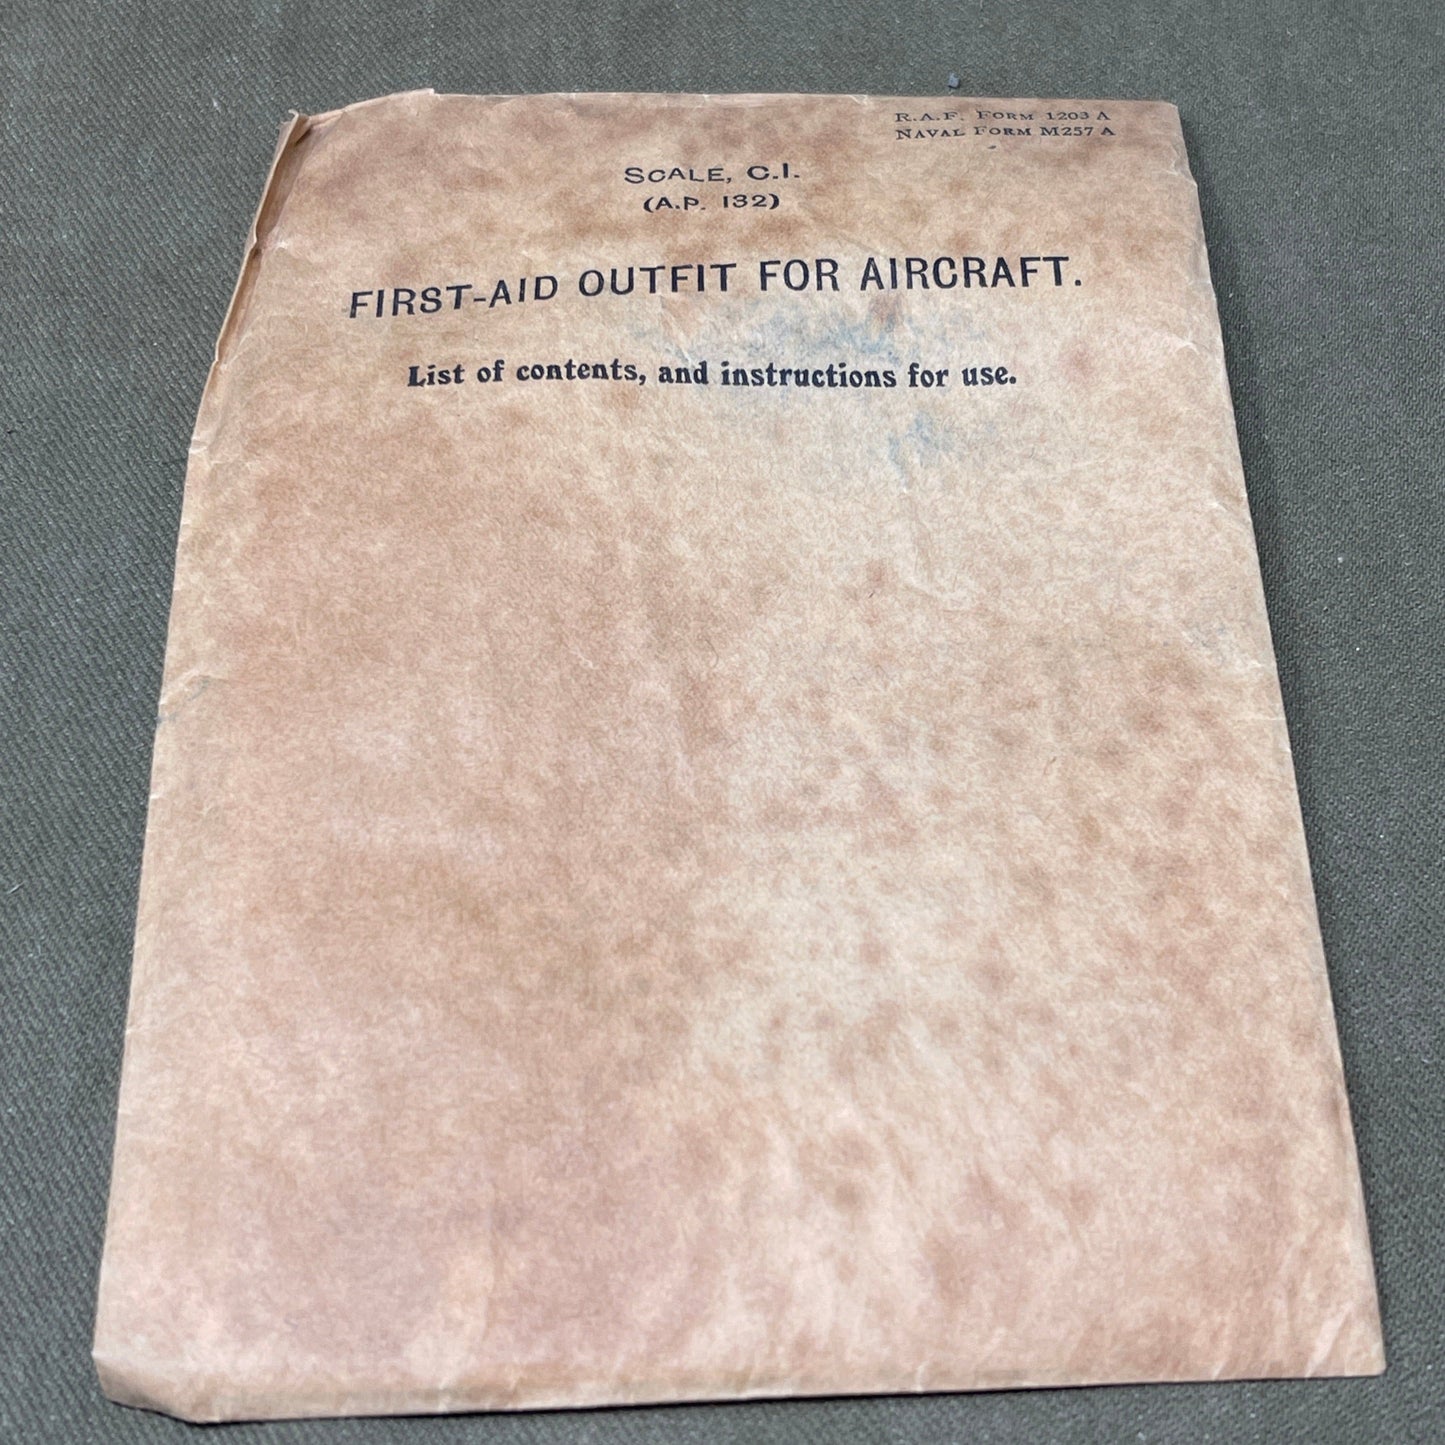 R.A.F. FORM 1203 A
NAVAL FORM M257 A
SCALE, C.I.
(A.P. 132)
FIRST-AID OUTFIT FOR AIRCRAFT.
List of contents, and instructions for use.